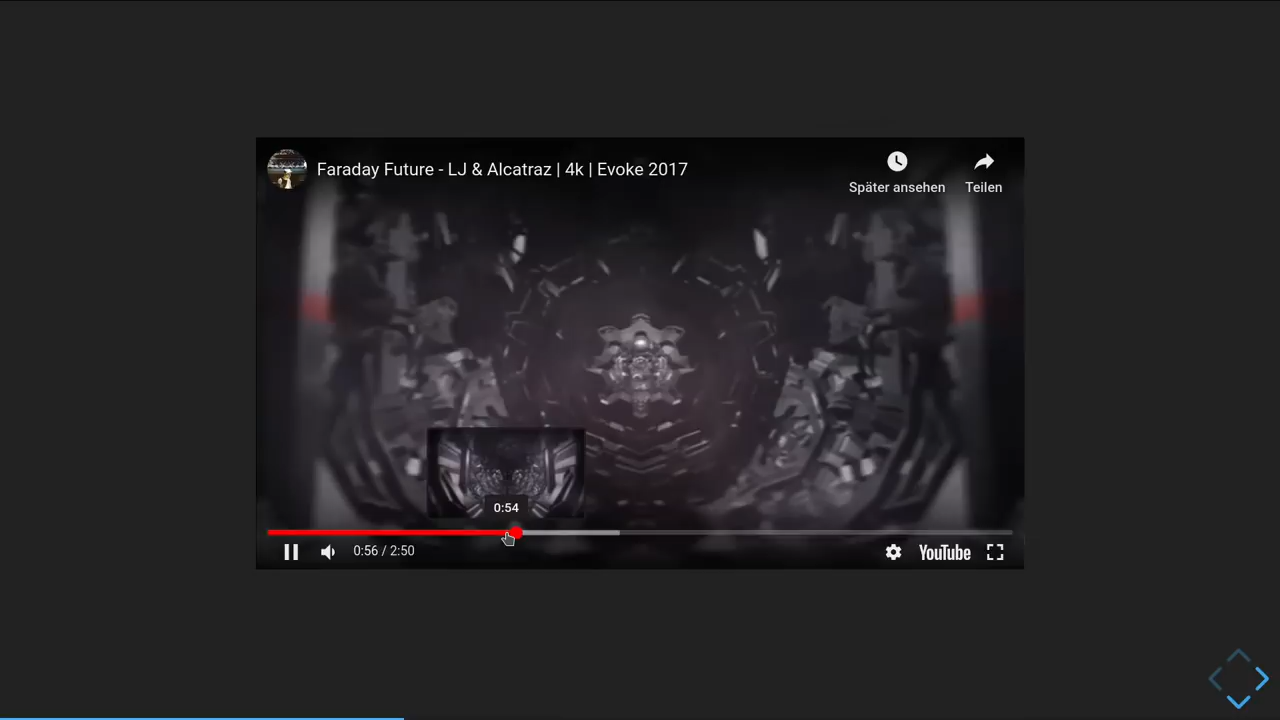 Faraday Future - LJ & Alcatraz | 4k | Evoke 2017
Später ansehen
Teilen
0:54
0:56 / 2:50
YouTube